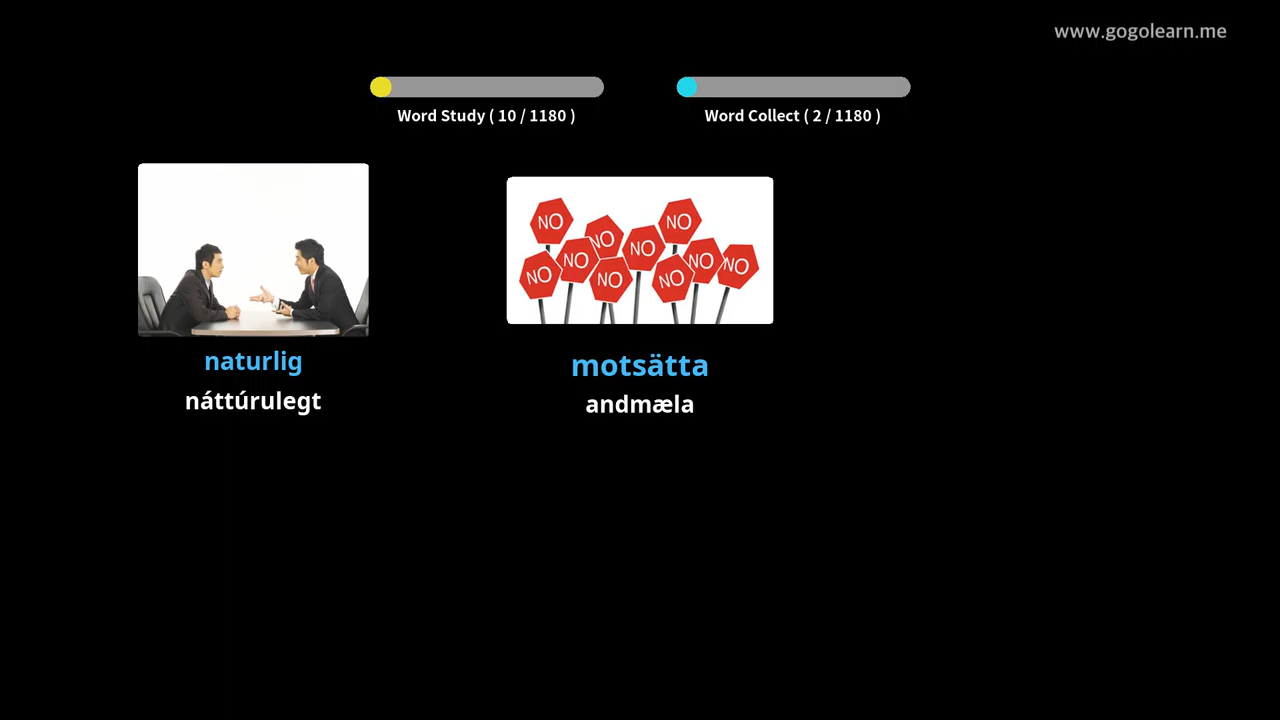 www.gogolearn.me
Word Study ( 10 / 1180 )
Word Collect ( 2 / 1180 )
NO NO NO NO NO NO NO NO NO NO
naturlig
náttúrulegt
motsätta
andmæla